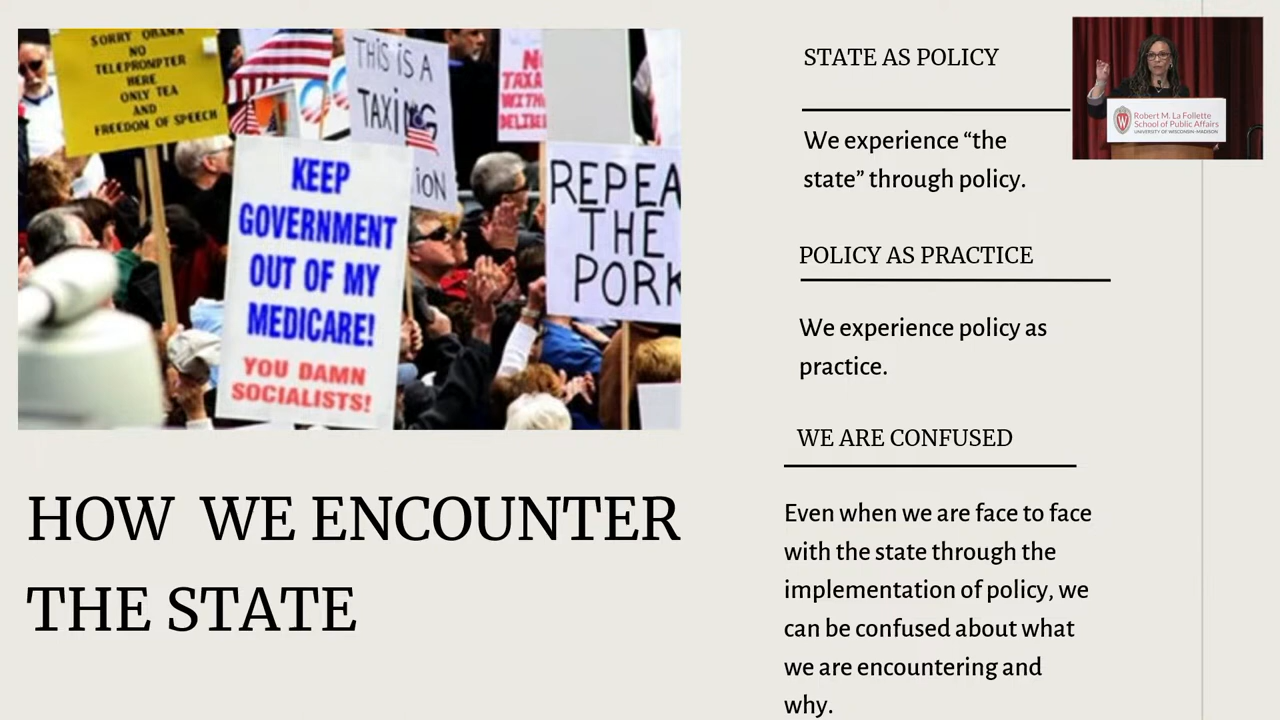 SORRY OBAMA
NO
TELEPROMPTER
HERE
ONLY TEA
AND
FREEDOM OF SPEECH
THIS IS A
TAXING
KEEP
GOVERNMENT
OUT OF MY
MEDICARE!
YOU DAMN
SOCIALISTS!
REPEA
THE
PORK
HOW WE ENCOUNTER
THE STATE
STATE AS POLICY
We experience “the
state” through policy.
POLICY AS PRACTICE
We experience policy as
practice.
WE ARE CONFUSED
Even when we are face to face
with the state through the
implementation of policy, we
can be confused about what
we are encountering and
why.
Robert M. La Follette
School of Public Affairs
UNIVERSITY OF WISCONSIN-MADISON